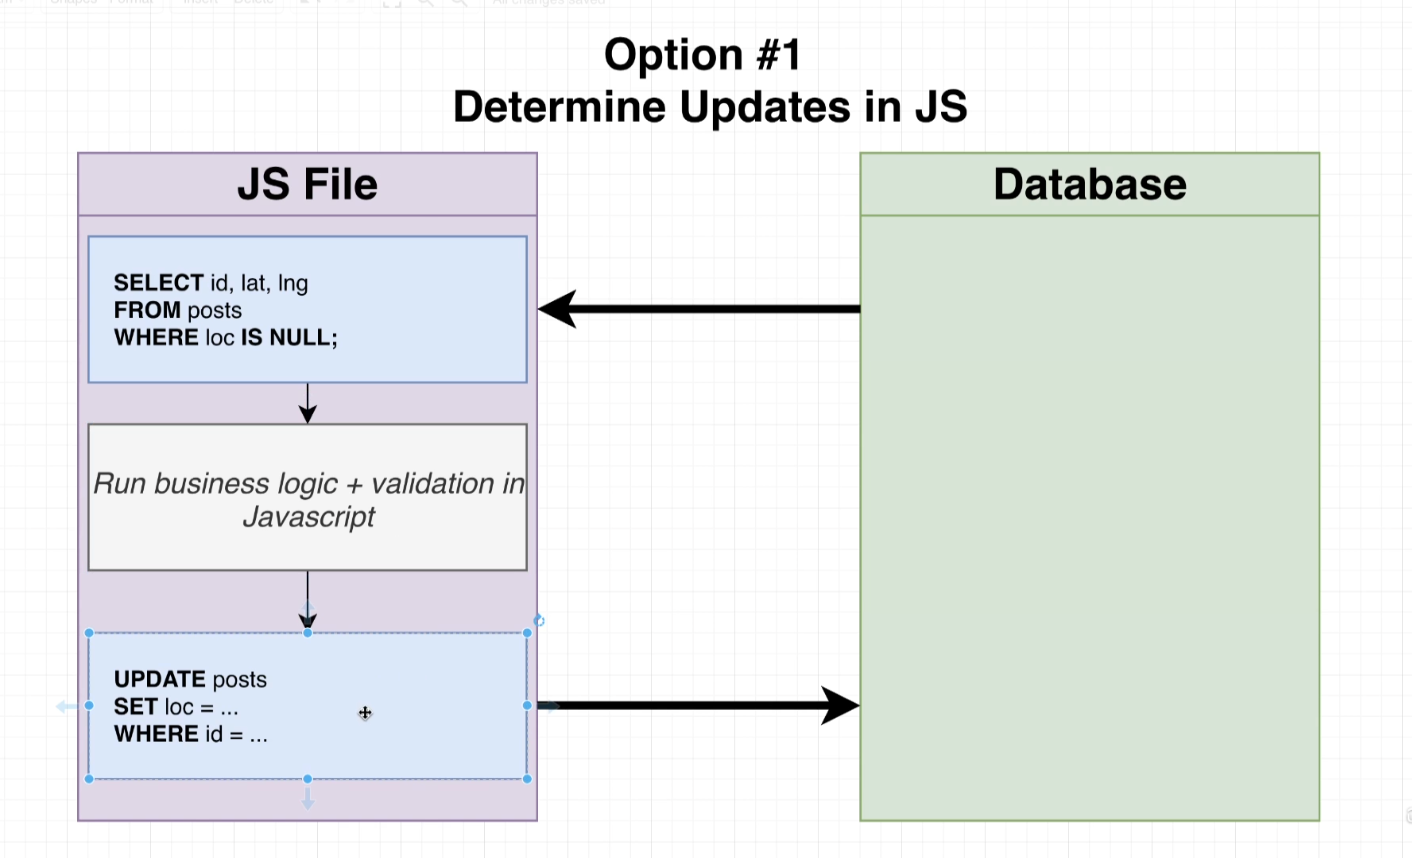 Option #1
Determine Updates in JS
JS File
Database
SELECT id, lat, lng
FROM posts
WHERE loc IS NULL;
Run business logic + validation in
Javascript
UPDATE posts
SET loc = ...
WHERE id = ...